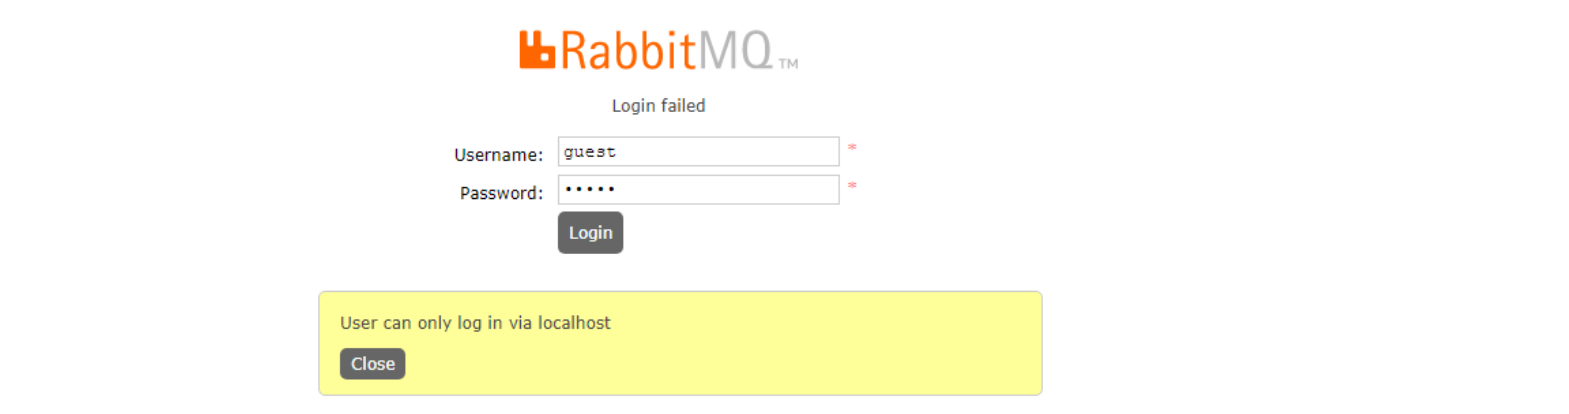 RabbitMQ TM
Login failed
Username: guest *
Password: ••••• *
Login
User can only log in via localhost
Close